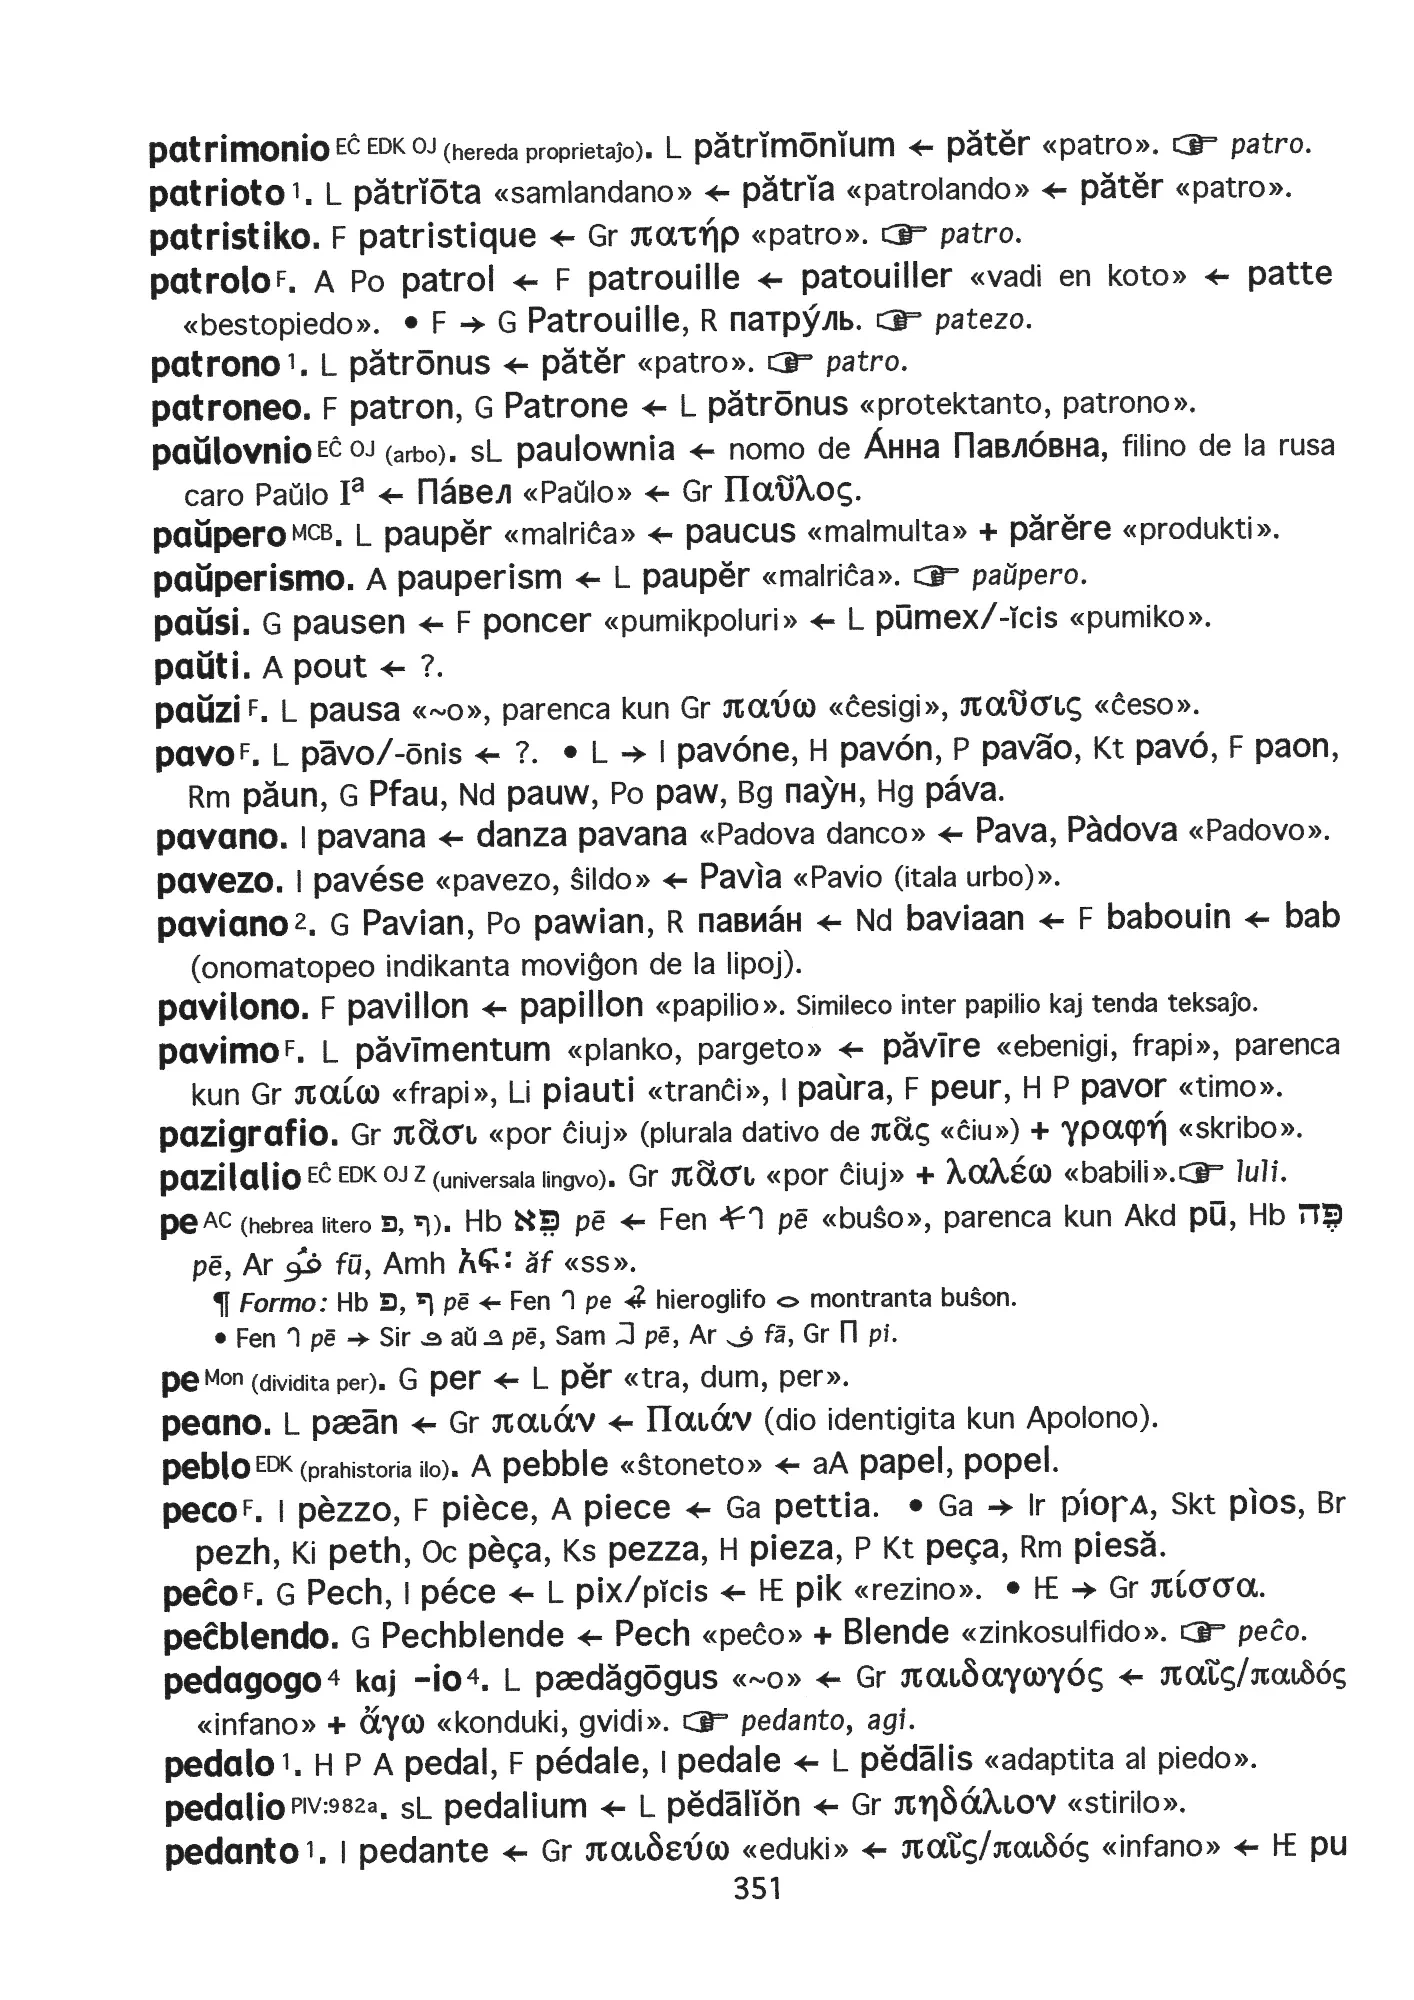 patrimonio EĈ EDK OJ (hereda proprietaĵo). L pătrĭmōnĭum ← pătĕr «patro». ☞ patro.
patrioto 1. L pătrĭōta «samlandano» ← pătrĭa «patrolando» ← pătĕr «patro».
patristiko. F patristique ← Gr πατήρ «patro». ☞ patro.
patrolo F. A Po patrol ← F patrouille ← patouiller «vadi en koto» ← patte
«bestopiedo». • F → G Patrouille, R патру́ль. ☞ patezo.
patrono 1. L pătrōnus ← pătĕr «patro». ☞ patro.
patroneo. F patron, G Patrone ← L pătrōnus «protektanto, patrono».
paŭlovnio EĈ OJ (arbo). sL paulownia ← nomo de А́нна Павло́вна, filino de la rusa
caro Paŭlo Iª ← Па́вел «Paŭlo» ← Gr Παῦλος.
paŭpero MCB. L paupĕr «malriĉa» ← paucus «malmulta» + părĕre «produkti».
paŭperismo. A pauperism ← L paupĕr «malriĉa». ☞ paŭpero.
paŭsi. G pausen ← F poncer «pumikpoluri» ← L pūmex/-ĭcis «pumiko».
paŭti. A pout ← ?.
paŭzi F. L pausa «~o», parenca kun Gr παύω «ĉesigi», παῦσις «ĉeso».
pavo F. L pāvo/-ōnis ← ?. • L → I pavóne, H pavón, P pavão, Kt pavó, F paon,
Rm păun, G Pfau, Nd pauw, Po paw, Bg пау̀н, Hg páva.
pavano. I pavana ← danza pavana «Padova danco» ← Pava, Pàdova «Padovo».
pavezo. I pavése «pavezo, ŝildo» ← Pavìa «Pavio (itala urbo)».
paviano 2. G Pavian, Po pawian, R павиа́н ← Nd baviaan ← F babouin ← bab
(onomatopeo indikanta moviĝon de la lipoj).
pavilono. F pavillon ← papillon «papilio». Simileco inter papilio kaj tenda teksaĵo.
pavimo F. L păvīmentum «planko, pargeto» ← păvīre «ebenigi, frapi», parenca
kun Gr παίω «frapi», Li piauti «tranĉi», I paùra, F peur, H P pavor «timo».
pazigrafio. Gr πᾶσι «por ĉiuj» (plurala dativo de πᾶς «ĉiu») + γραφή «skribo».
pazilalio EĈ EDK OJ Z (universala lingvo). Gr πᾶσι «por ĉiuj» + λαλέω «babili».☞ luli.
pe AC (hebrea litero פ, ף). Hb פֵּא pē ← Fen 𐤐𐤀 pē «buŝo», parenca kun Akd pū, Hb פֶּה
pē, Ar فُو fū, Amh አፍ፡ ăf «ss».
¶ Formo: Hb פ, ף pē ← Fen 𐤐 pe ⤆? hieroglifo 𓂋 montranta buŝon.
• Fen 𐤐 pē → Sir ܦ aŭ ܦ pē, Sam ࠐ pē, Ar ف fā, Gr Π pi.
pe Mon (dividita per). G per ← L pĕr «tra, dum, per».
peano. L pæān ← Gr παιάν ← Παιάν (dio identigita kun Apolono).
peblo EDK (prahistoria ilo). A pebble «ŝtoneto» ← aA papel, popel.
peco F. I pèzzo, F pièce, A piece ← Ga pettia. • Ga → Ir píorᴀ, Skt pìos, Br
pezh, Ki peth, Oc pèça, Ks pezza, H pieza, P Kt peça, Rm piesă.
peĉo F. G Pech, I péce ← L pix/pĭcis ← IE pik «rezino». • IE → Gr πίσσα.
peĉblendo. G Pechblende ← Pech «peĉo» + Blende «zinkosulfido». ☞ peĉo.
pedagogo 4 kaj -io 4. L pædăgōgus «~o» ← Gr παιδαγωγός ← παῖς/παιδός
«infano» + ἄγω «konduki, gvidi». ☞ pedanto, agi.
pedalo 1. H P A pedal, F pédale, I pedale ← L pĕdālis «adaptita al piedo».
pedalio PIV:982a. sL pedalium ← L pĕdālĭŏn ← Gr πηδάλιον «stirilo».
pedanto 1. I pedante ← Gr παιδεύω «eduki» ← παῖς/παιδός «infano» ← IE pu
351